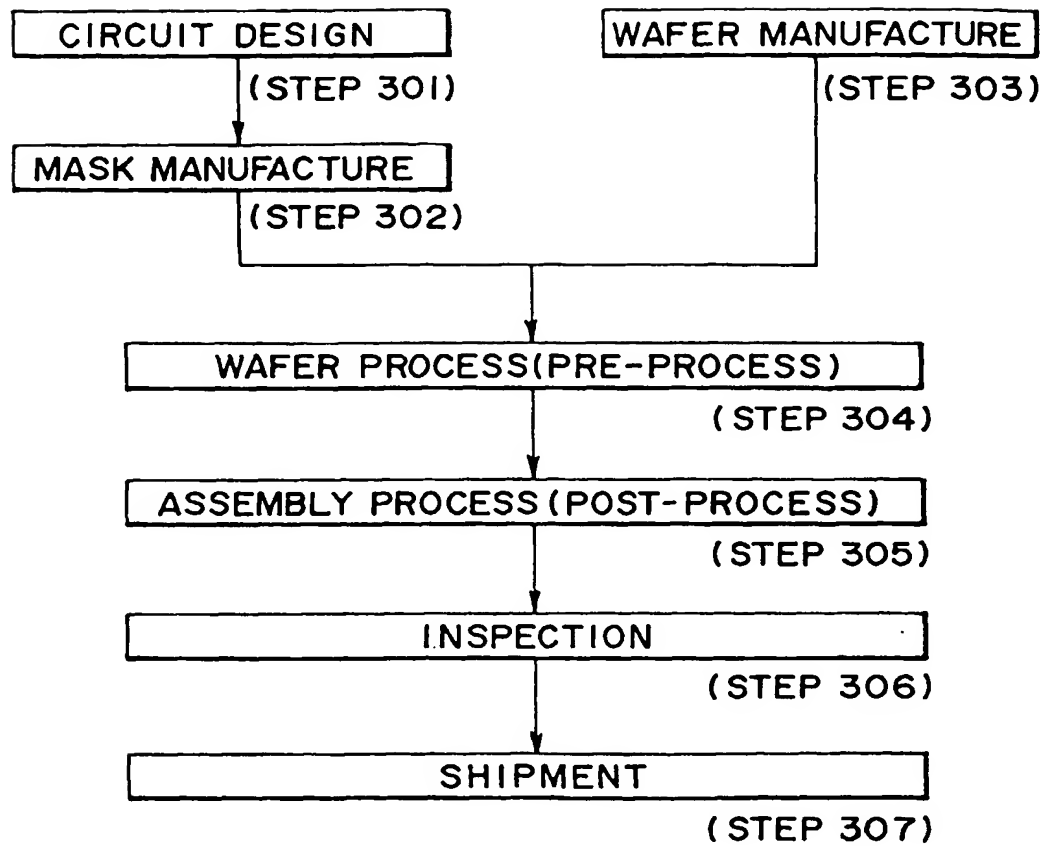 CIRCUIT DESIGN
(STEP 301)
MASK MANUFACTURE
(STEP 302)
WAFER MANUFACTURE
(STEP 303)
WAFER PROCESS(PRE-PROCESS)
(STEP 304)
ASSEMBLY PROCESS(POST-PROCESS)
(STEP 305)
INSPECTION
(STEP 306)
SHIPMENT
(STEP 307)